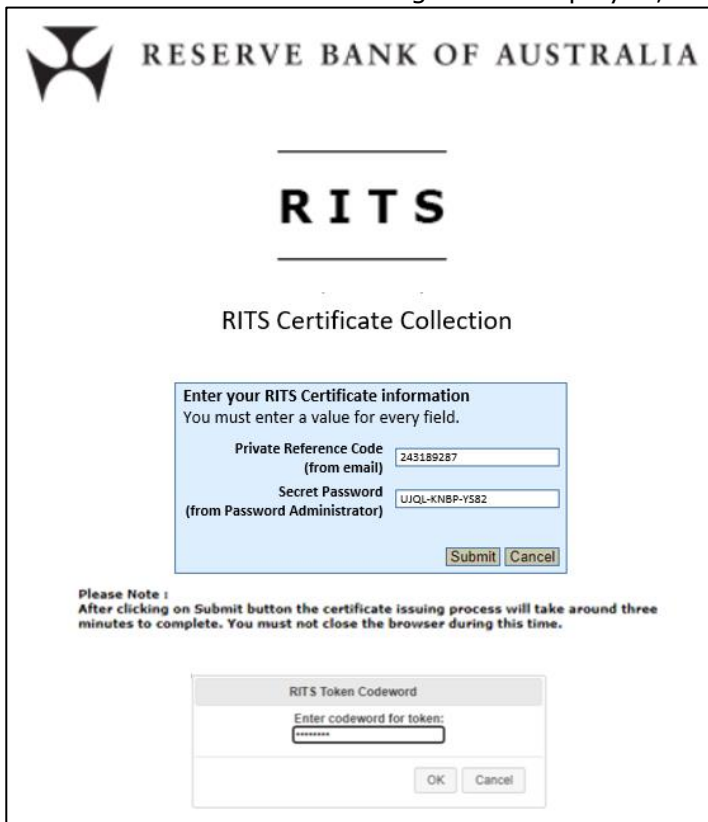 RESERVE BANK OF AUSTRALIA
RITS
RITS Certificate Collection
Enter your RITS Certificate information
You must enter a value for every field.
Private Reference Code
(from email)
243189287
Secret Password
(from Password Administrator)
UJQL-KNBP-YS82
Submit Cancel
Please Note :
After clicking on Submit button the certificate issuing process will take around three
minutes to complete. You must not close the browser during this time.
RITS Token Codeword
Enter codeword for token:
••••••••
OK Cancel